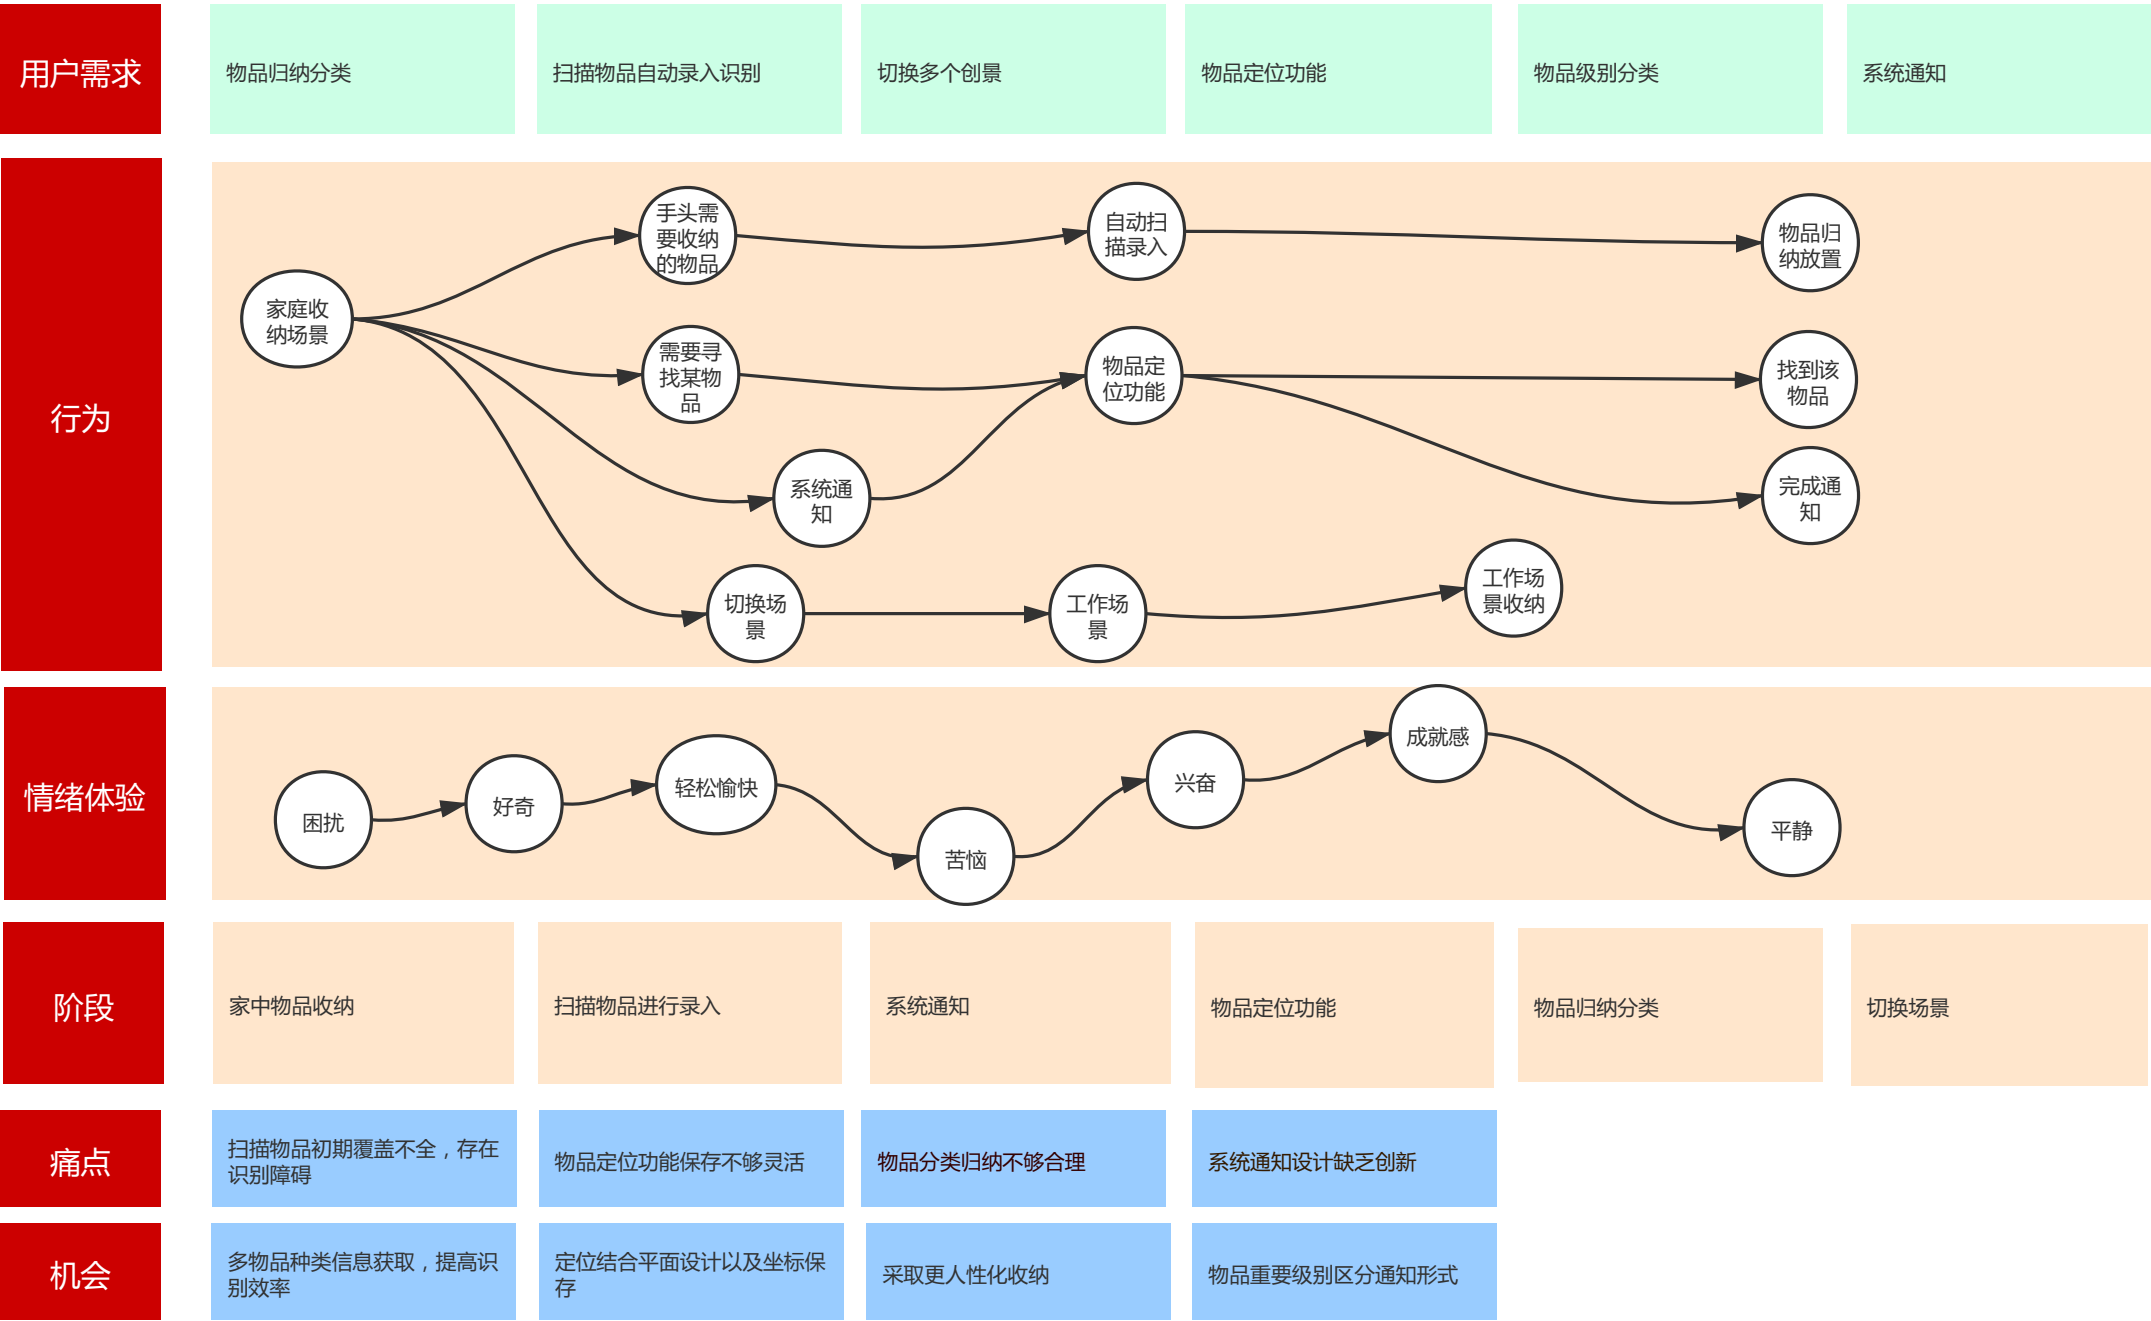 用户需求
物品归纳分类
扫描物品自动录入识别
切换多个创景
物品定位功能
物品级别分类
系统通知
行为
家庭收
纳场景
手头需
要收纳
的物品
自动扫
描录入
物品归
纳放置
需要寻
找某物
品
物品定
位功能
找到该
物品
系统通
知
完成通
知
切换场
景
工作场
景
工作场
景收纳
情绪体验
困扰
好奇
轻松愉快
苦恼
兴奋
成就感
平静
阶段
家中物品收纳
扫描物品进行录入
系统通知
物品定位功能
物品归纳分类
切换场景
痛点
扫描物品初期覆盖不全，存在
识别障碍
物品定位功能保存不够灵活
物品分类归纳不够合理
系统通知设计缺乏创新
机会
多物品种类信息获取，提高识
别效率
定位结合平面设计以及坐标保
存
采取更人性化收纳
物品重要级别区分通知形式